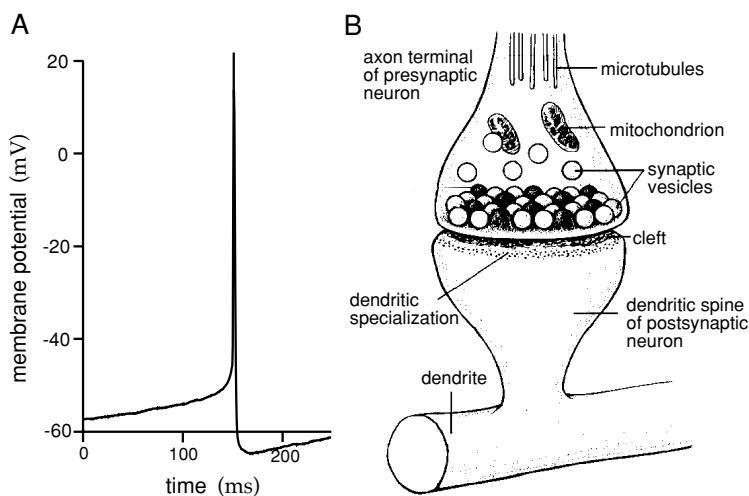 A
20
0
-20
-40
-60
0
100
200
membrane potential (mV)
time (ms)
B
axon terminal
of presynaptic
neuron
microtubules
mitochondrion
synaptic
vesicles
cleft
dendritic
specialization
dendritic spine
of postsynaptic
neuron
dendrite